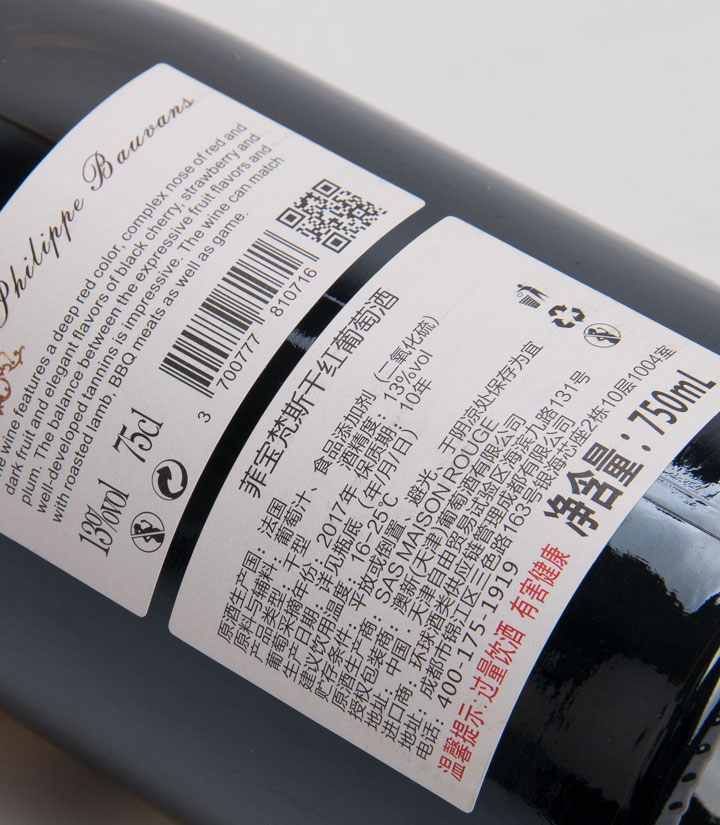 Philippe Bauvans
The wine features a deep red color, complex nose of red and
dark fruit and elegant flavors of black cherry, strawberry and
plum. The balance between the expressive fruit flavors and
well-developed tannins is impressive. The wine can match
with roasted lamb, BBQ meats as well as game.
13%vol 75cl
3 700777 810716
菲宝梵斯干红葡萄酒
原酒生产国：法国
原料与辅料：葡萄汁、食品添加剂（二氧化硫）
产品类型：干型 酒精度：13%vol
葡萄采摘年份：2017年 保质期：10年
生产日期：详见瓶底（年/月/日）
建议饮用温度：16-25℃
贮存条件：平放或倒置、避光、于阴凉处保存为宜
原酒生产商：SAS MAISON ROUGE
授权包装商：澳新(天津)葡萄酒有限公司
地址：中国·天津自由贸易试验区海滨九路131号
进口商：环球酒类供应链管理成都有限公司
地址：成都市锦江区三色路163号银海芯座2栋10层1004室
电话：400-175-1919
温馨提示:过量饮酒 有害健康
净含量：750mL